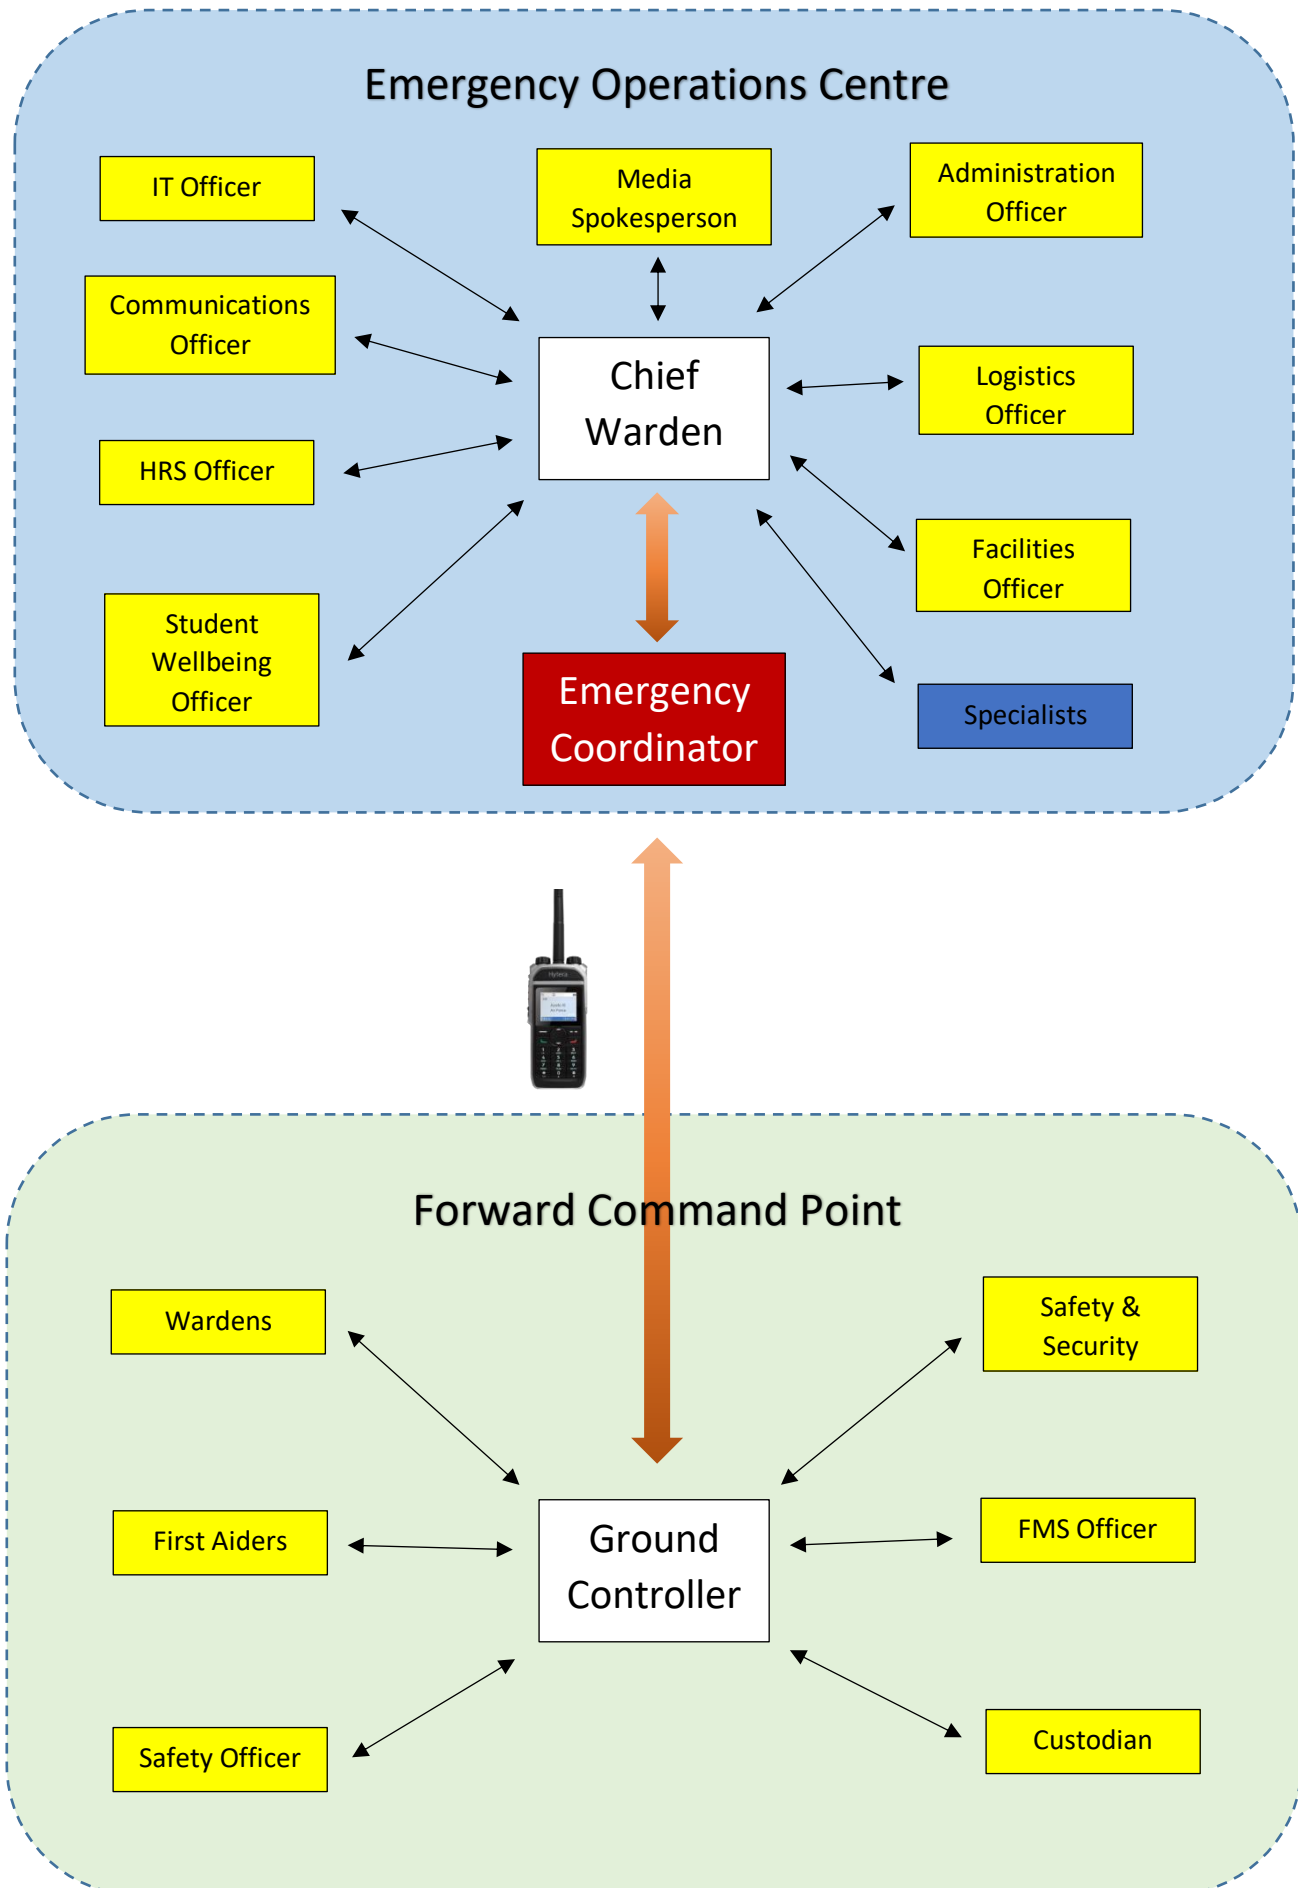 Emergency Operations Centre
IT Officer
Media
Spokesperson
Administration
Officer
Communications
Officer
Chief
Warden
Logistics
Officer
HRS Officer
Facilities
Officer
Student
Wellbeing
Officer
Emergency
Coordinator
Specialists
Hytera
Forward Command Point
Wardens
Safety &
Security
First Aiders
Ground
Controller
FMS Officer
Safety Officer
Custodian